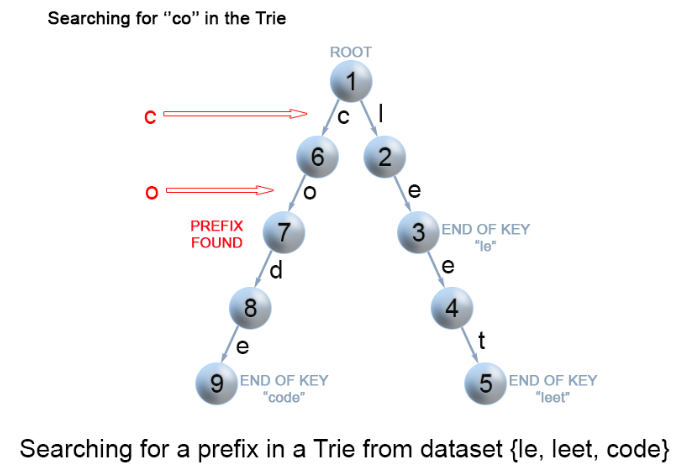 Searching for ‘‘co’’ in the Trie
ROOT
1
c
c
l
6
2
o
o
e
PREFIX
FOUND
7
3
END OF KEY
"le"
d
e
8
4
e
t
9
END OF KEY
"code"
5
END OF KEY
"leet"
Searching for a prefix in a Trie from dataset {le, leet, code}